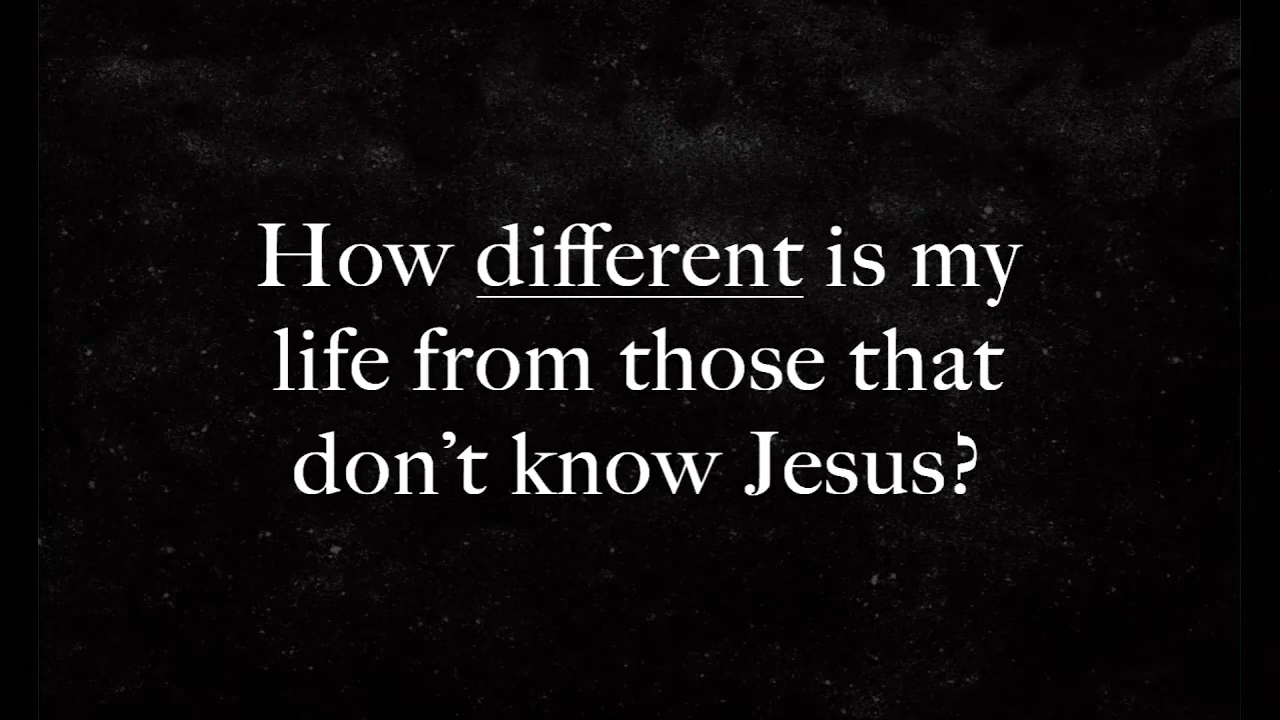 How different is my
life from those that
don’t know Jesus?